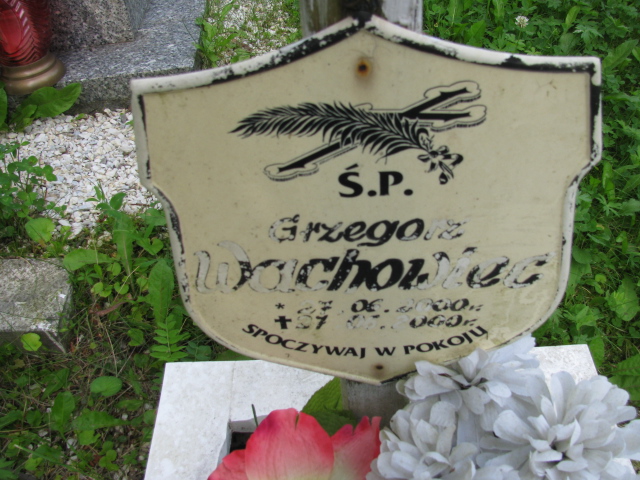 Ś.P.
Grzegorz
Wachowiec
SPOCZYWAJ W POKOJU